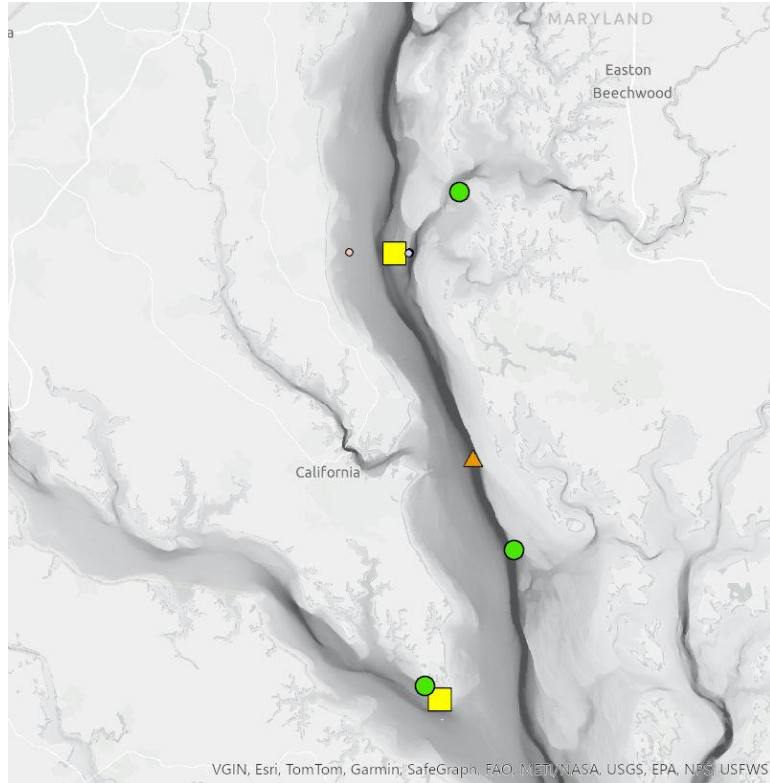 MARYLAND
a
Easton
Beechwood
California
VGIN, Esri, TomTom, Garmin, SafeGraph, FAO, METI/NASA, USGS, EPA, NPS, USFWS